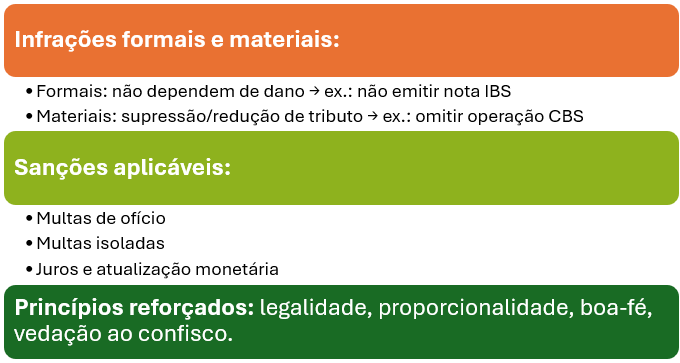 Infrações formais e materiais:
• Formais: não dependem de dano → ex.: não emitir nota IBS
• Materiais: supressão/redução de tributo → ex.: omitir operação CBS
Sanções aplicáveis:
• Multas de ofício
• Multas isoladas
• Juros e atualização monetária
Princípios reforçados: legalidade, proporcionalidade, boa-fé,
vedação ao confisco.